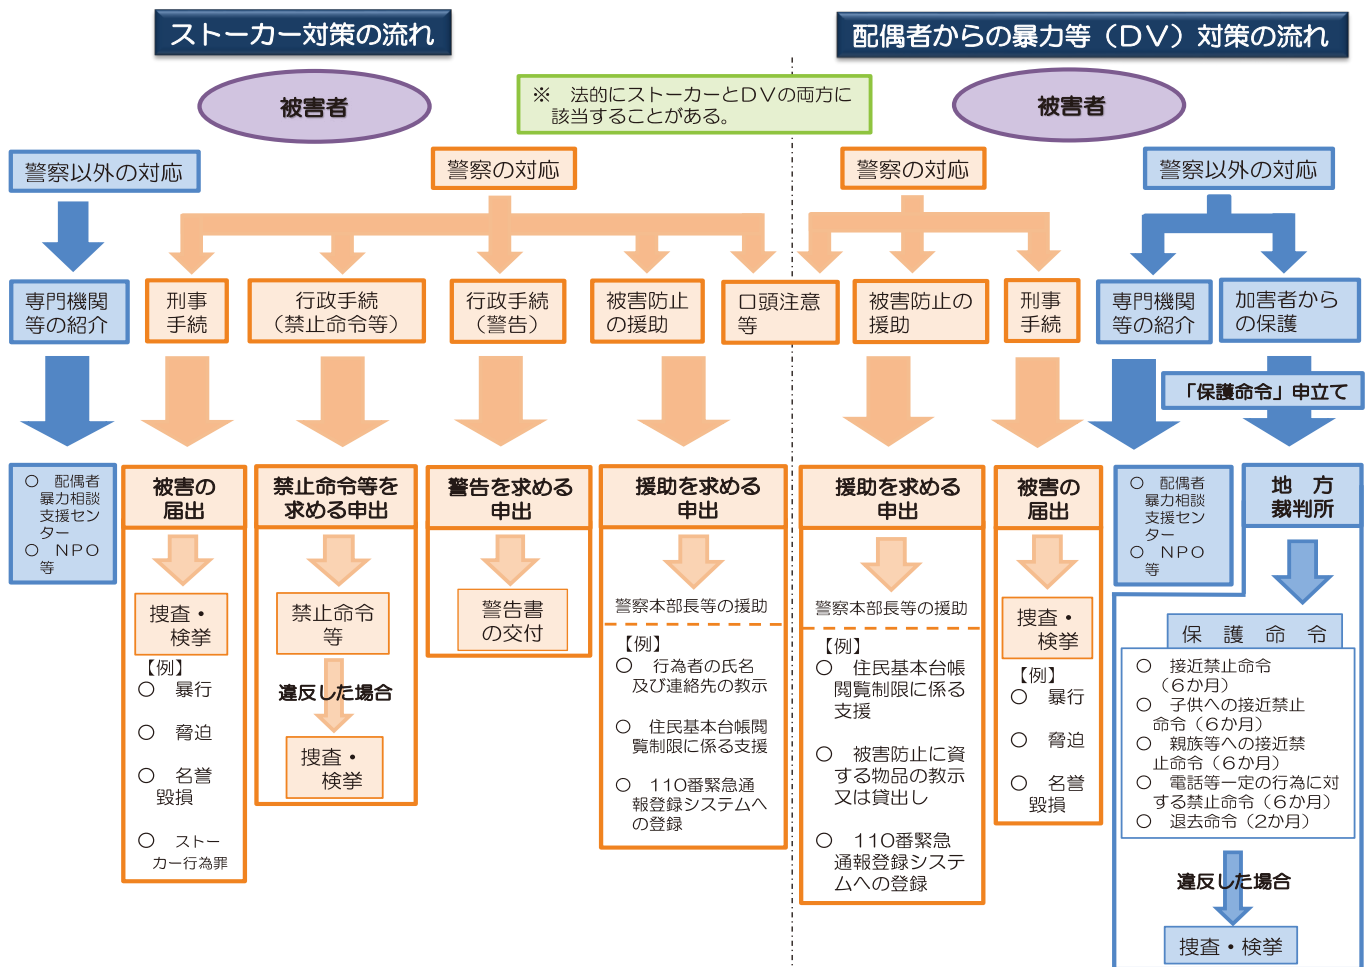 ストーカー対策の流れ
配偶者からの暴力等（ＤＶ）対策の流れ
被害者
※　法的にストーカーとＤＶの両方に
該当することがある。
被害者
警察以外の対応
警察の対応
警察の対応
警察以外の対応
専門機関
等の紹介
刑事
手続
行政手続
（禁止命令等）
行政手続
（警告）
被害防止
の援助
口頭注意
等
被害防止の
援助
刑事
手続
専門機関
等の紹介
加害者から
の保護
「保護命令」申立て
○　配偶者
暴力相談
支援セン
ター
○　ＮＰＯ
等
被害の
届出
捜査・
検挙
【例】
○　暴行
○　脅迫
○　名誉
毀損
○　ストー
カー行為罪
禁止命令等を
求める申出
禁止命令
等
違反した場合
捜査・
検挙
警告を求める
申出
警告書
の交付
援助を求める
申出
警察本部長等の援助
【例】
○　行為者の氏名
及び連絡先の教示
○　住民基本台帳閲
覧制限に係る支援
○　１１０番緊急通
報登録システムへ
の登録
援助を求める
申出
警察本部長等の援助
【例】
○　住民基本台帳
閲覧制限に係る
支援
○　被害防止に資
する物品の教示
又は貸出し
○　１１０番緊急
通報登録システ
ムへの登録
被害の
届出
捜査・
検挙
【例】
○　暴行
○　脅迫
○　名誉
毀損
○　配偶者
暴力相談
支援セン
ター
○　ＮＰＯ
等
地　方
裁判所
保　護　命　令
○　接近禁止命令
（６か月）
○　子供への接近禁止
命令（６か月）
○　親族等への接近禁
止命令（６か月）
○　電話等一定の行為に対
する禁止命令（６か月）
○　退去命令（２か月）
違反した場合
捜査・検挙